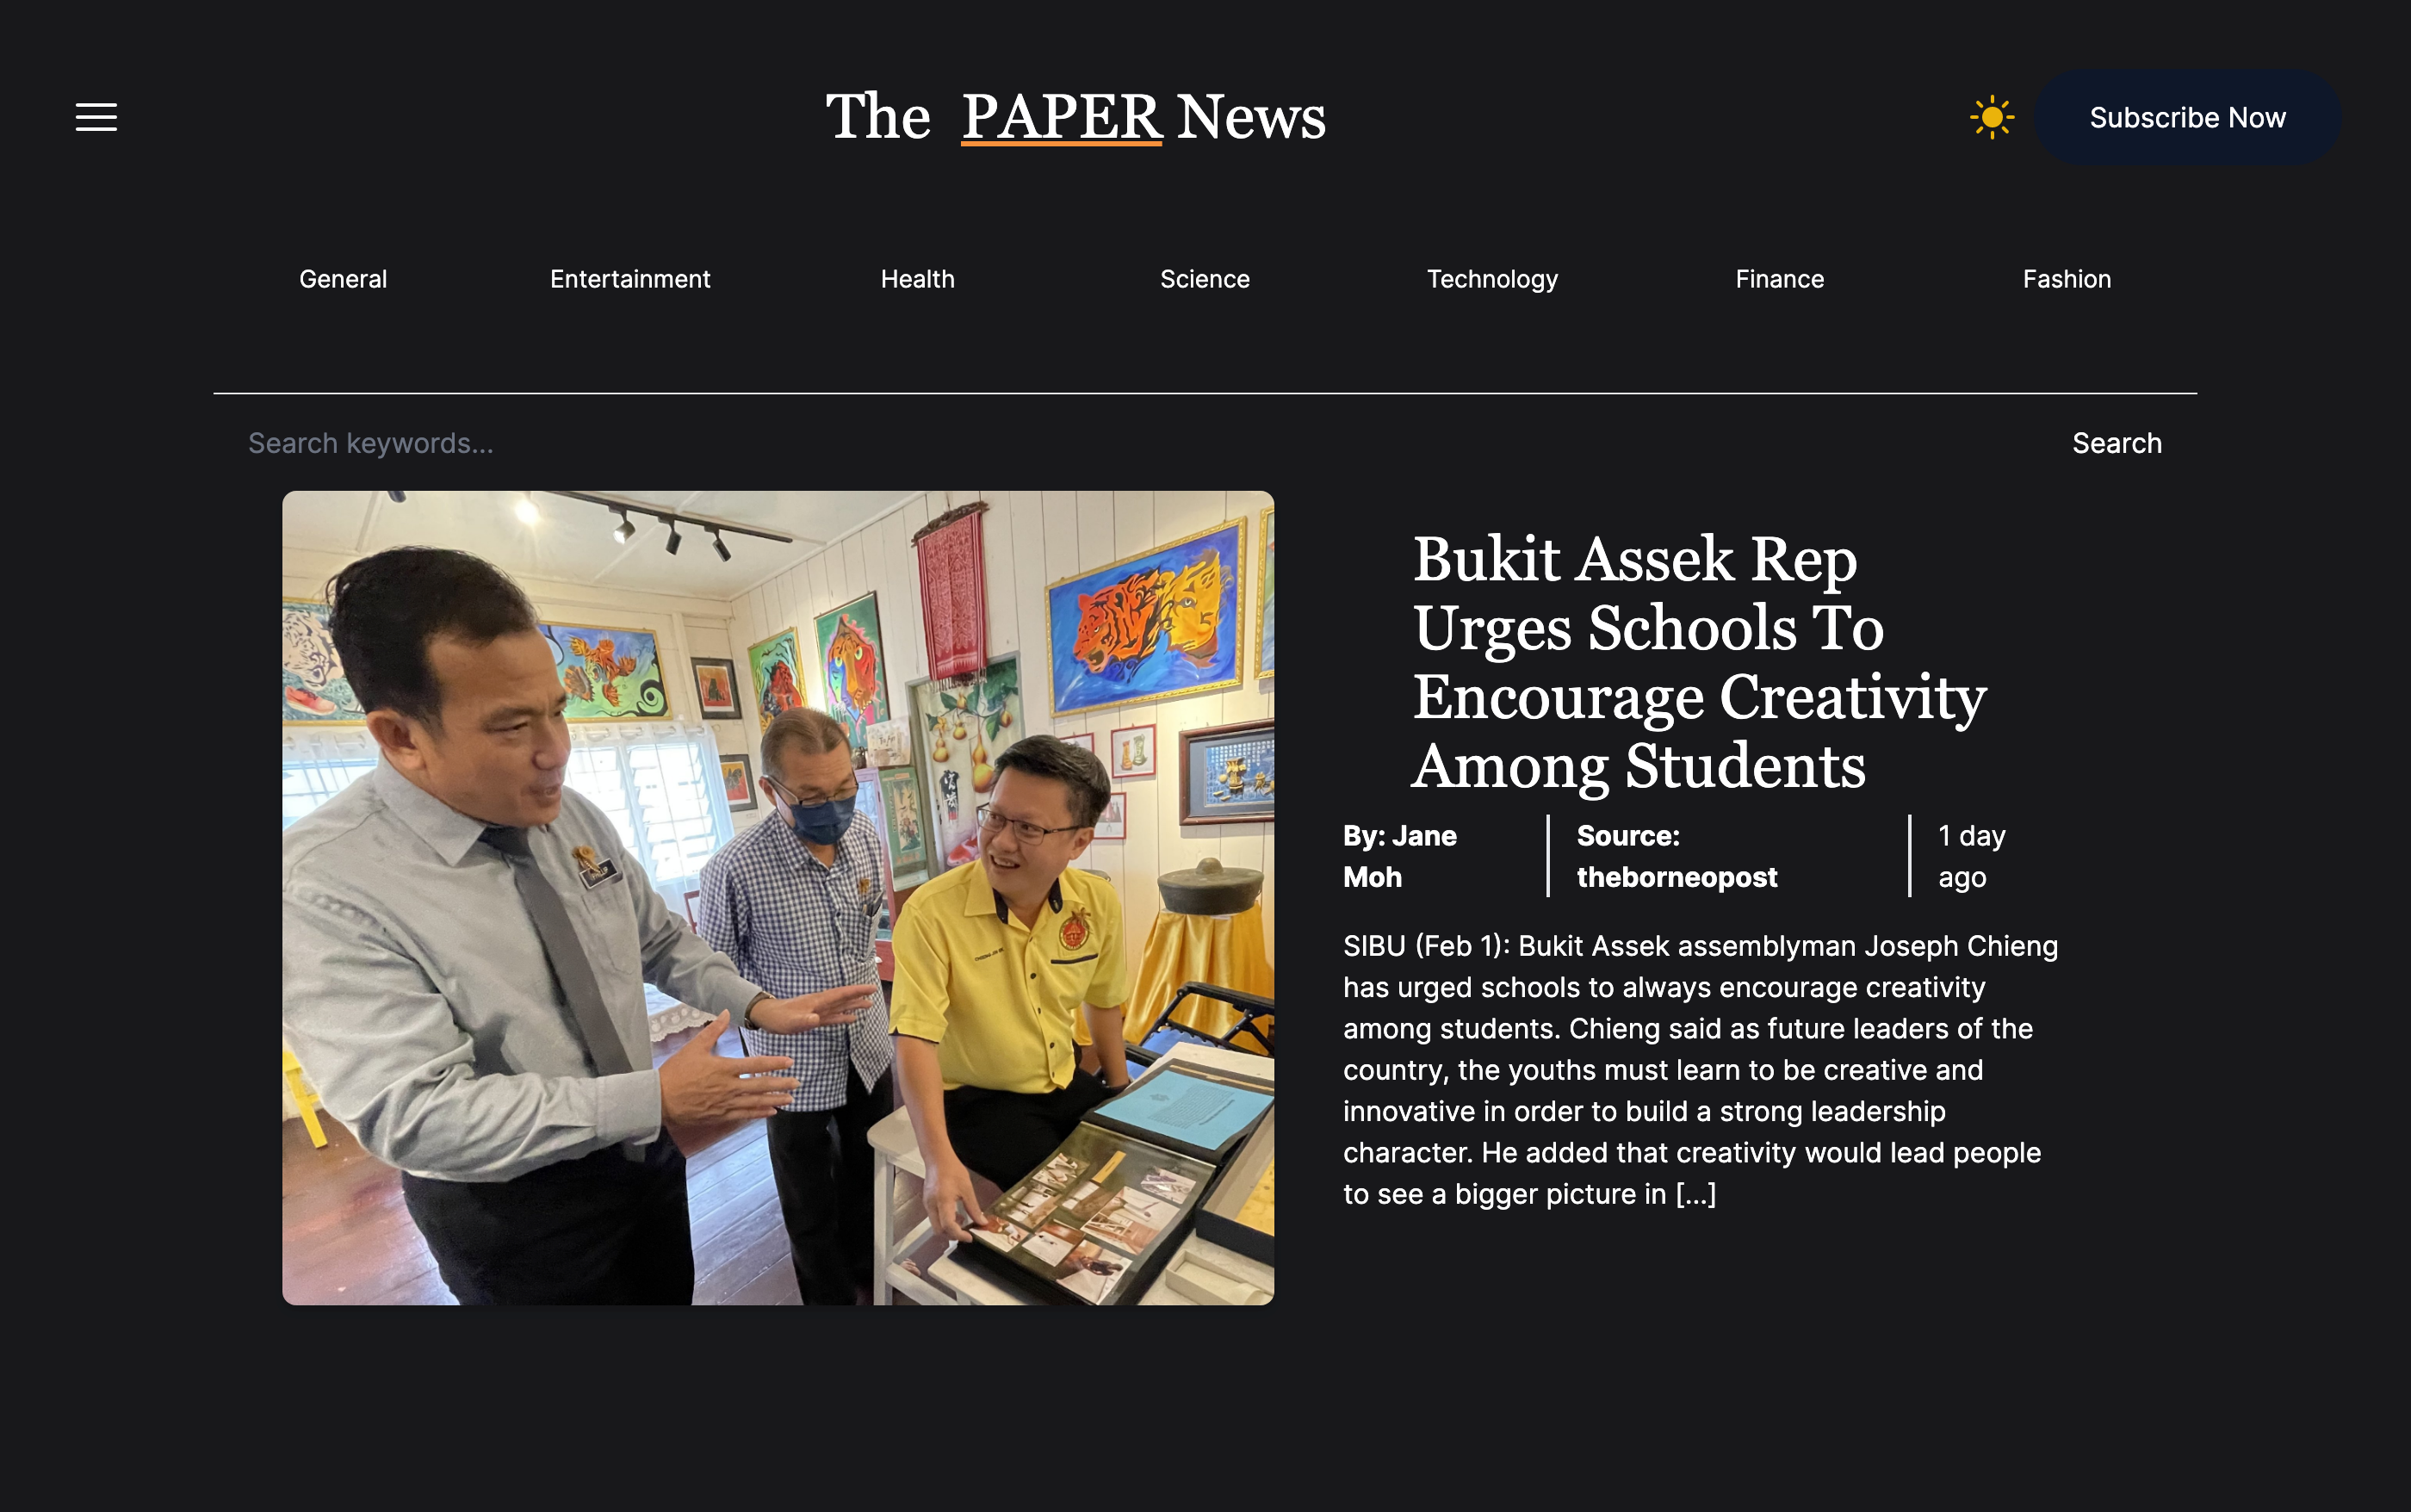 The PAPER News
Subscribe Now
General
Entertainment
Health
Science
Technology
Finance
Fashion
Search keywords...
Search
Bukit Assek Rep
Urges Schools To
Encourage Creativity
Among Students
By: Jane
Moh
Source:
theborneopost
1 day
ago
SIBU (Feb 1): Bukit Assek assemblyman Joseph Chieng
has urged schools to always encourage creativity
among students. Chieng said as future leaders of the
country, the youths must learn to be creative and
innovative in order to build a strong leadership
character. He added that creativity would lead people
to see a bigger picture in [...]